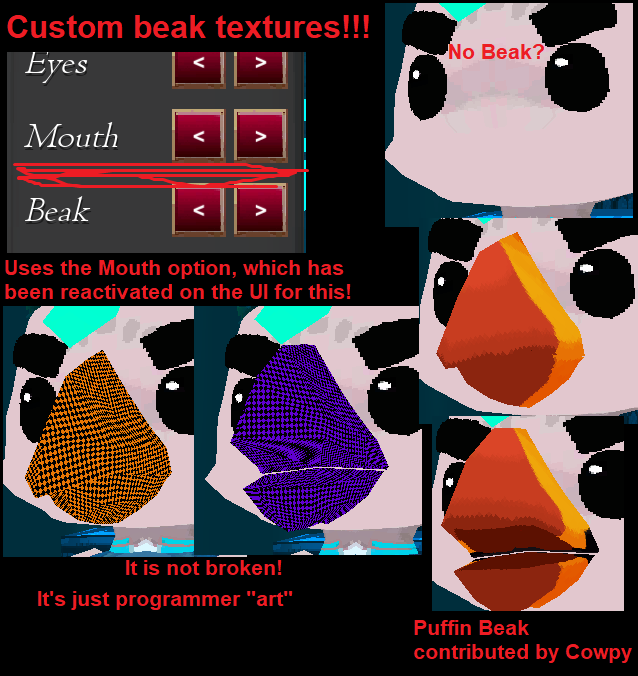 Custom beak textures!!!
No Beak?
Eyes < >
Mouth < >
Beak < >
Uses the Mouth option, which has
been reactivated on the UI for this!
It is not broken!
It's just programmer "art"
Puffin Beak
contributed by Cowpy